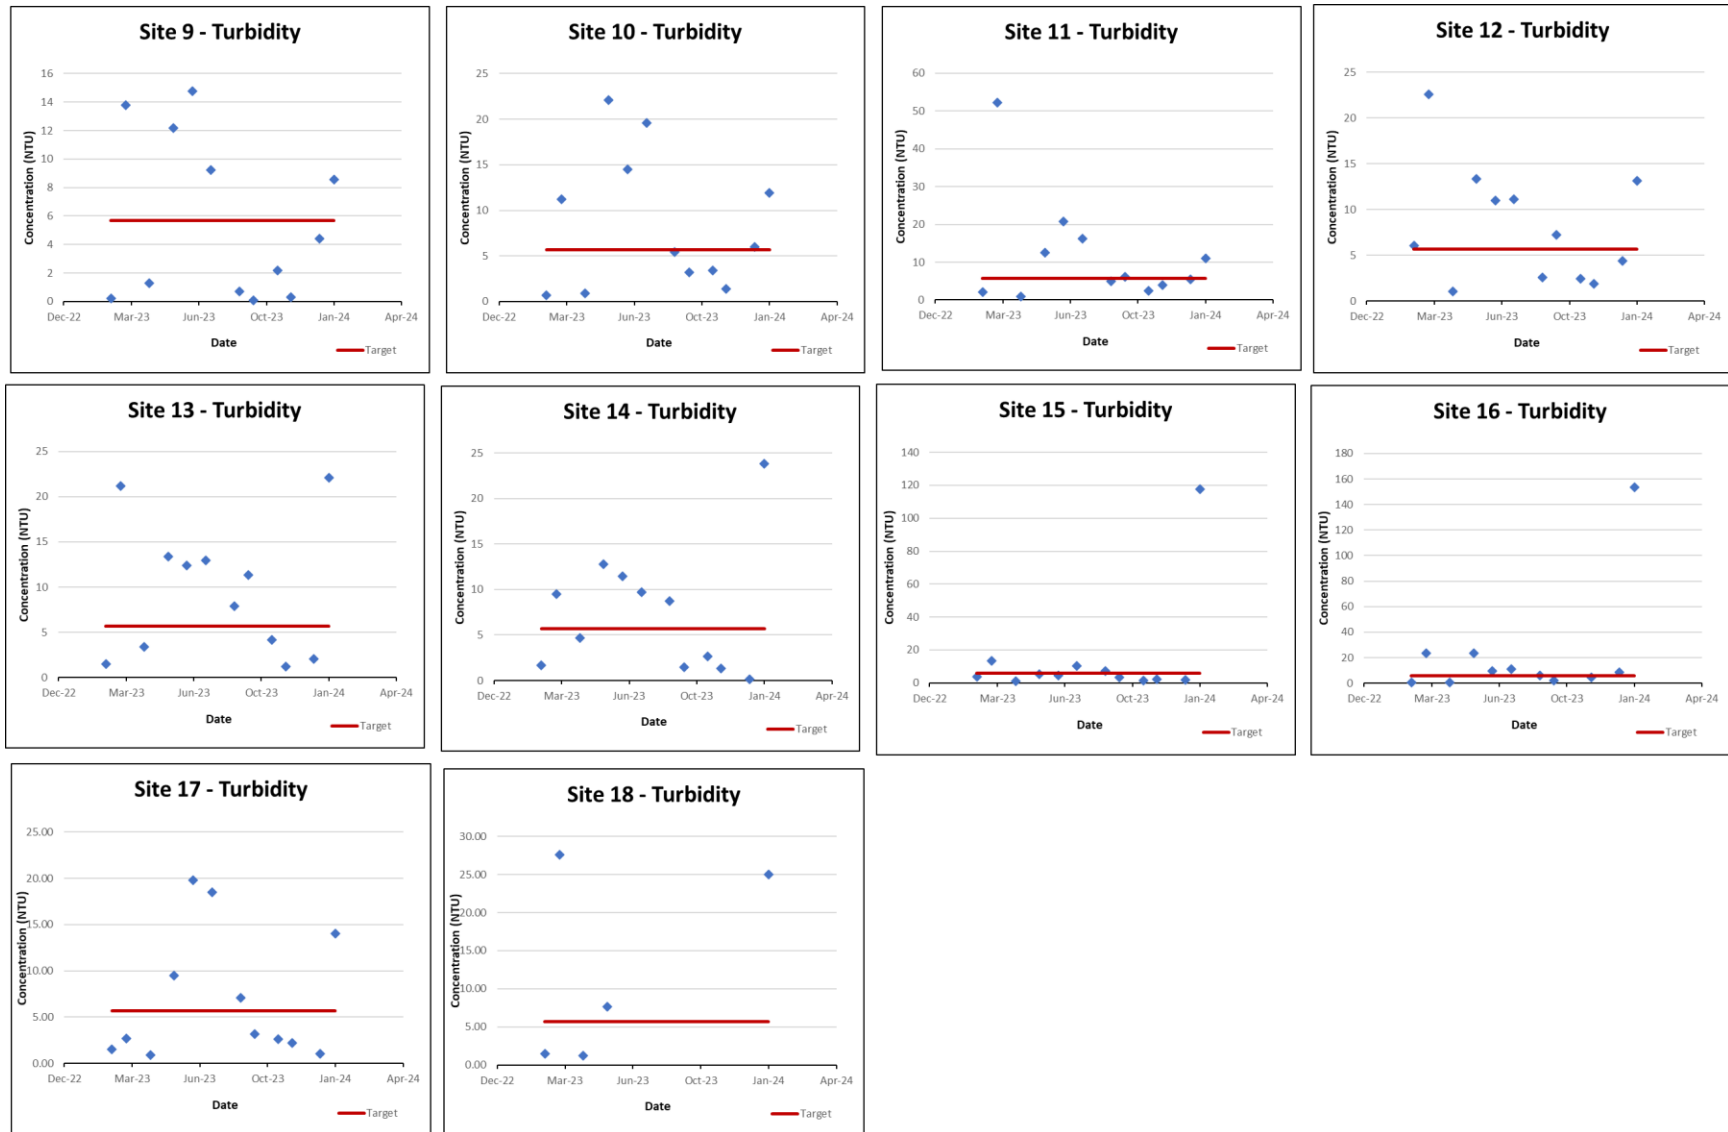 Site 9 - Turbidity
Concentration (NTU)
16
14
12
10
8
6
4
2
0
Dec-22 Mar-23 Jun-23 Oct-23 Jan-24 Apr-24
Date
Target
Site 10 - Turbidity
Concentration (NTU)
25
20
15
10
5
0
Dec-22 Mar-23 Jun-23 Oct-23 Jan-24 Apr-24
Date
Target
Site 11 - Turbidity
Concentration (NTU)
60
50
40
30
20
10
0
Dec-22 Mar-23 Jun-23 Oct-23 Jan-24 Apr-24
Date
Target
Site 12 - Turbidity
Concentration (NTU)
25
20
15
10
5
0
Dec-22 Mar-23 Jun-23 Oct-23 Jan-24 Apr-24
Date
Target
Site 13 - Turbidity
Concentration (NTU)
25
20
15
10
5
0
Dec-22 Mar-23 Jun-23 Oct-23 Jan-24 Apr-24
Date
Target
Site 14 - Turbidity
Concentration (NTU)
25
20
15
10
5
0
Dec-22 Mar-23 Jun-23 Oct-23 Jan-24 Apr-24
Date
Target
Site 15 - Turbidity
Concentration (NTU)
140
120
100
80
60
40
20
0
Dec-22 Mar-23 Jun-23 Oct-23 Jan-24 Apr-24
Date
Target
Site 16 - Turbidity
Concentration (NTU)
180
160
140
120
100
80
60
40
20
0
Dec-22 Mar-23 Jun-23 Oct-23 Jan-24 Apr-24
Date
Target
Site 17 - Turbidity
Concentration (NTU)
25.00
20.00
15.00
10.00
5.00
0.00
Dec-22 Mar-23 Jun-23 Oct-23 Jan-24 Apr-24
Date
Target
Site 18 - Turbidity
Concentration (NTU)
30.00
25.00
20.00
15.00
10.00
5.00
0.00
Dec-22 Mar-23 Jun-23 Oct-23 Jan-24 Apr-24
Date
Target